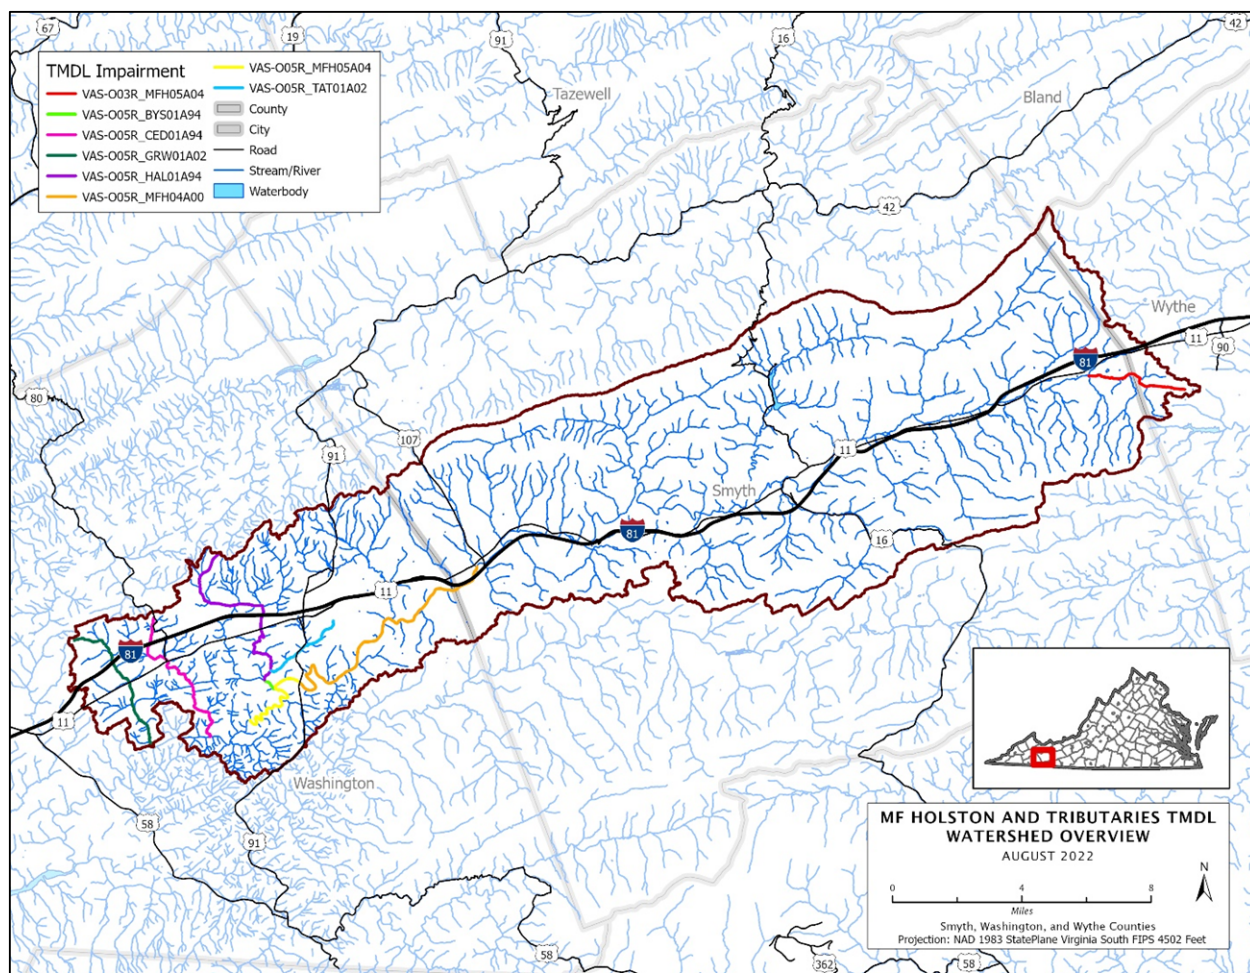 67
19
91
16
42
TMDL Impairment
VAS-O03R_MFH05A04
VAS-O05R_BYS01A94
VAS-O05R_CED01A94
VAS-O05R_GRW01A02
VAS-O05R_HAL01A94
VAS-O05R_MFH04A00
VAS-O05R_MFH05A04
VAS-O05R_TAT01A02
County
City
Road
Stream/River
Waterbody
Tazewell
Bland
42
Wythe
11
90
81
80
107
91
11
Smyth
81
16
11
81
11
Washington
58
91
58
362
58
MF HOLSTON AND TRIBUTARIES TMDL
WATERSHED OVERVIEW
AUGUST 2022
N
0 4 8
Miles
Smyth, Washington, and Wythe Counties
Projection: NAD 1983 StatePlane Virginia South FIPS 4502 Feet